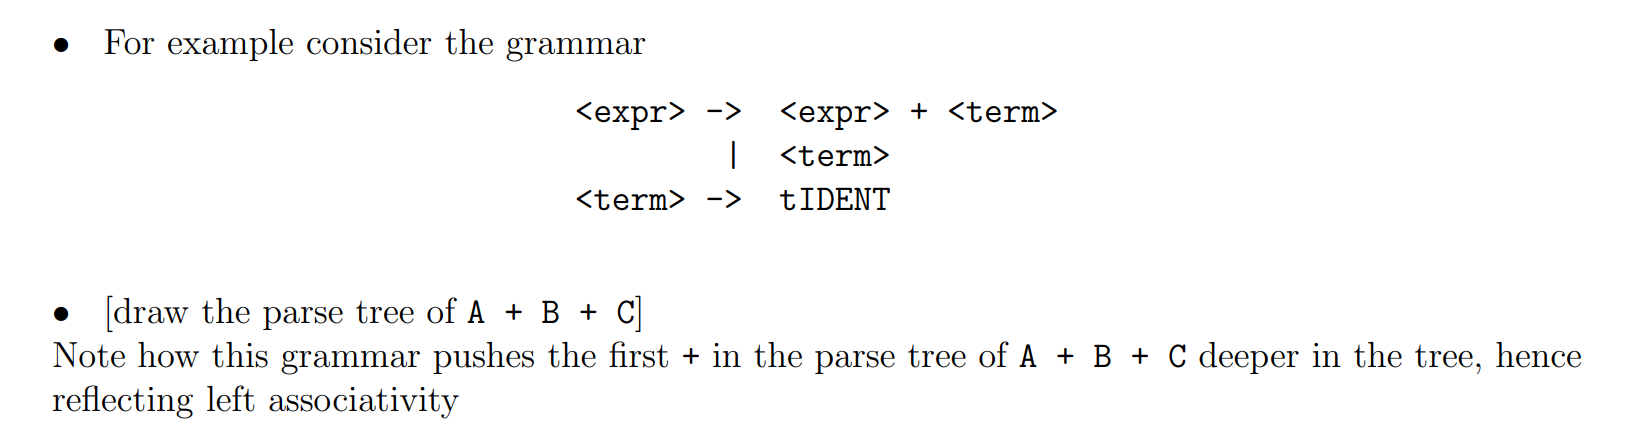 • For example consider the grammar
<expr> -> <expr> + <term>
| <term>
<term> -> tIDENT
• [draw the parse tree of A + B + C]
Note how this grammar pushes the first + in the parse tree of A + B + C deeper in the tree, hence
reflecting left associativity